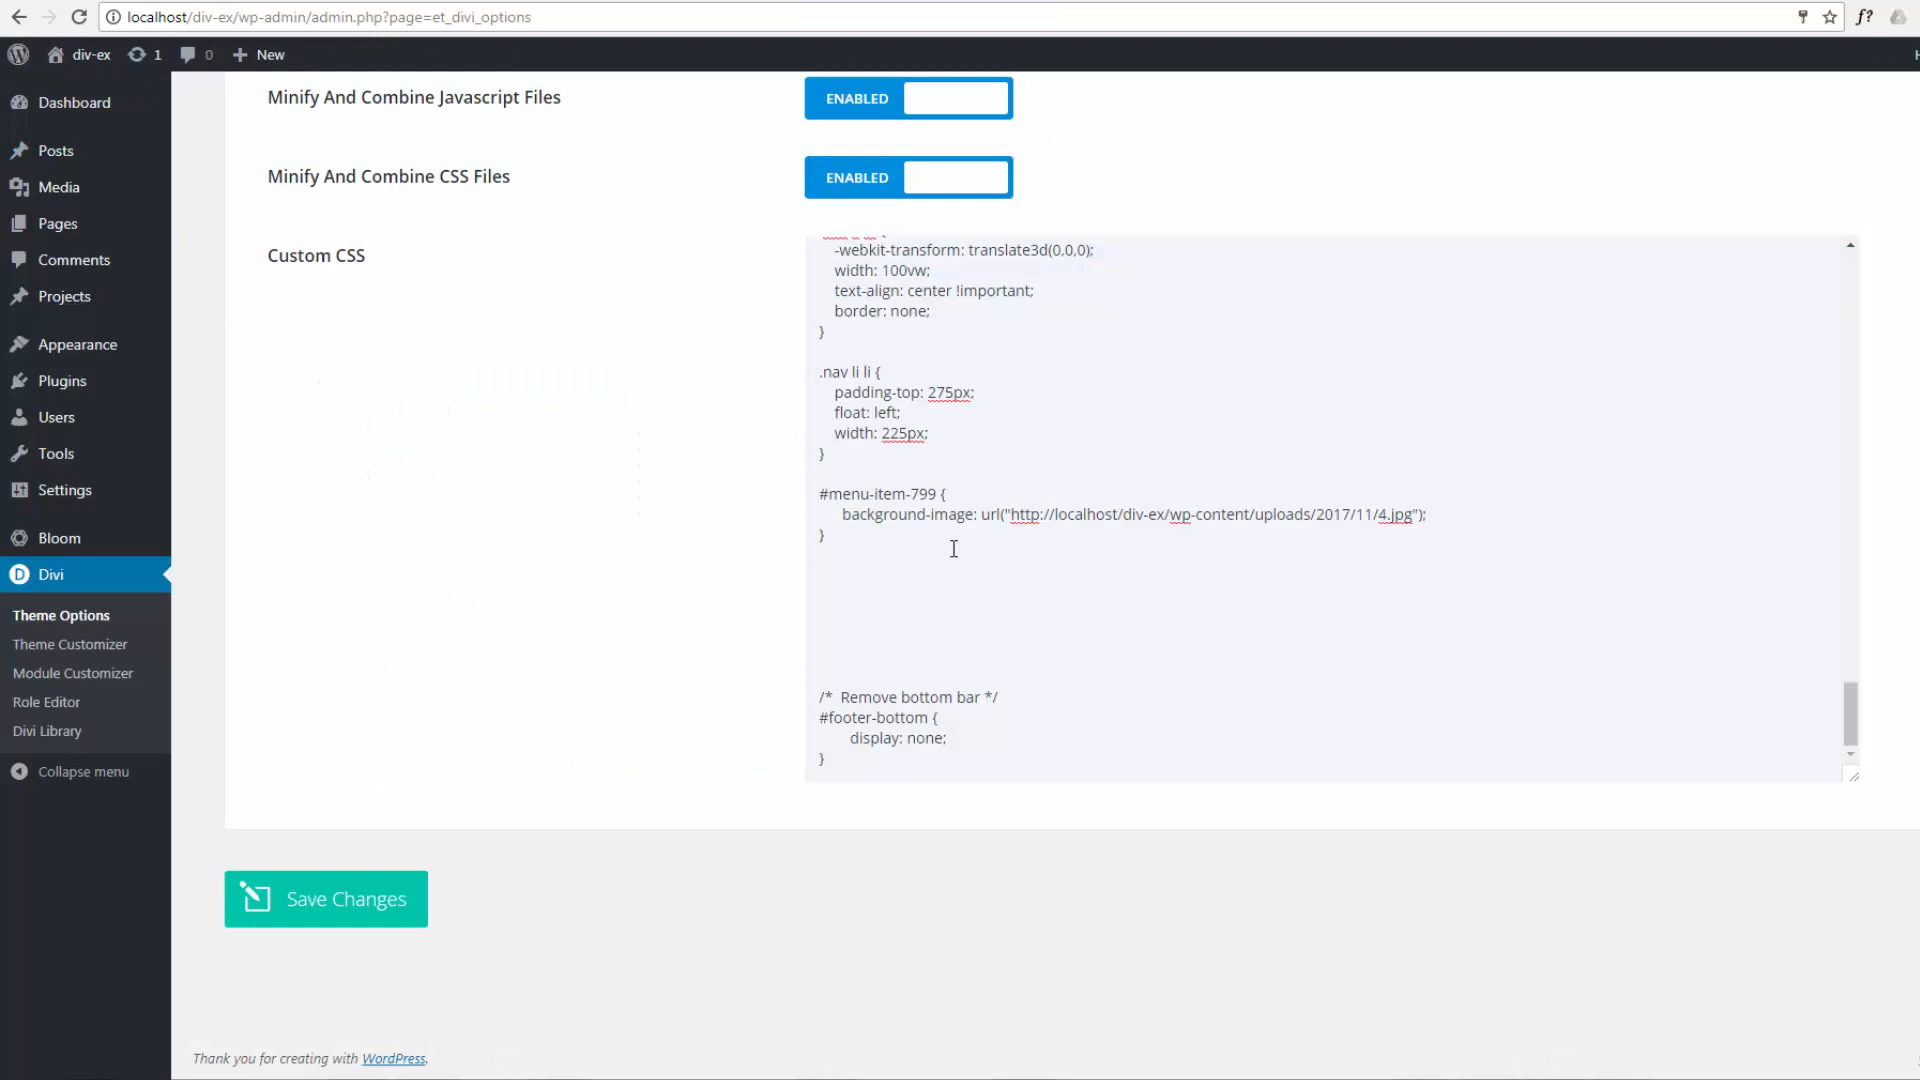 localhost/div-ex/wp-admin/admin.php?page=et_divi_options
f?
div-ex
1
0
New
Dashboard
Posts
Media
Pages
Comments
Projects
Appearance
Plugins
Users
Tools
Settings
Bloom
Divi
Theme Options
Theme Customizer
Module Customizer
Role Editor
Divi Library
Collapse menu
Minify And Combine Javascript Files
ENABLED
Minify And Combine CSS Files
ENABLED
Custom CSS
-webkit-transform: translate3d(0,0,0);
width: 100vw;
text-align: center !important;
border: none;
}
.nav li li {
padding-top: 275px;
float: left;
width: 225px;
}
#menu-item-799 {
background-image: url("http://localhost/div-ex/wp-content/uploads/2017/11/4.jpg");
}
/* Remove bottom bar */
#footer-bottom {
display: none;
}
Save Changes
Thank you for creating with WordPress.